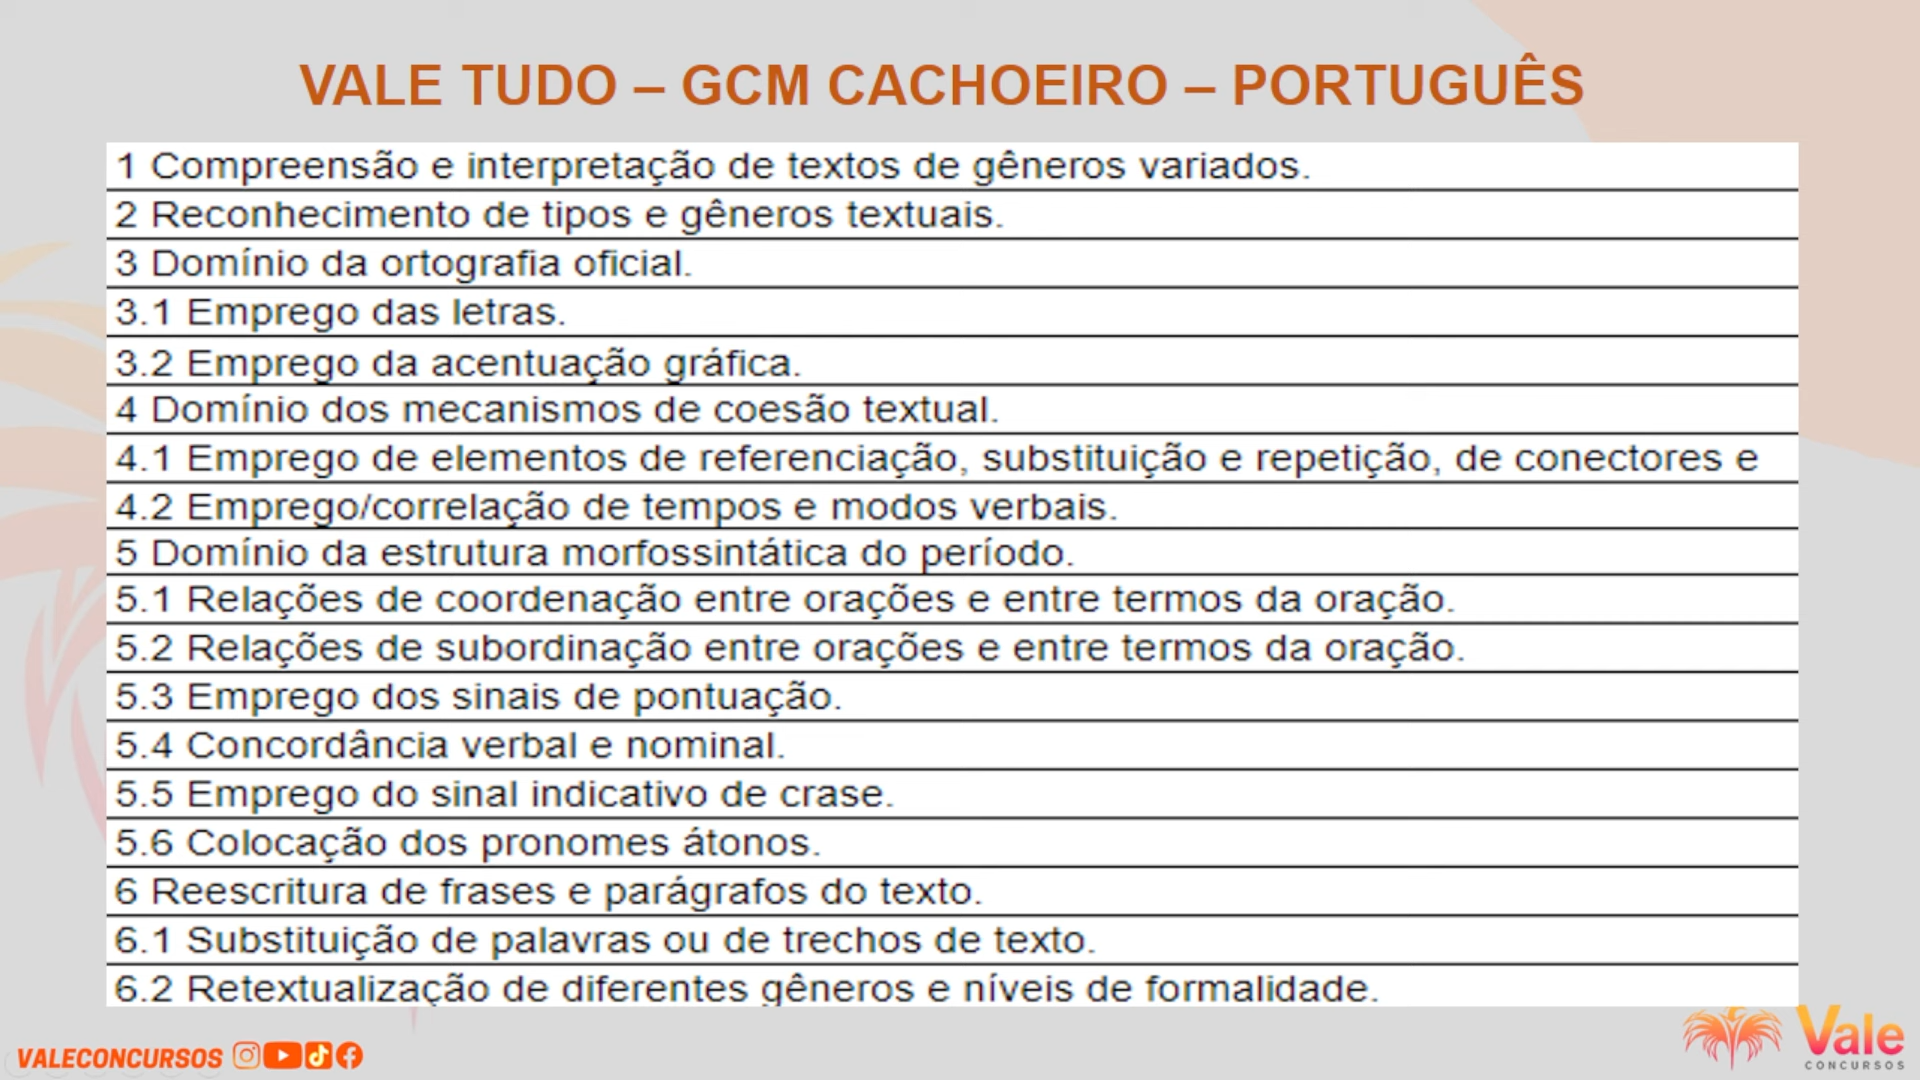 VALE TUDO – GCM CACHOEIRO – PORTUGUÊS
1 Compreensão e interpretação de textos de gêneros variados.
2 Reconhecimento de tipos e gêneros textuais.
3 Domínio da ortografia oficial.
3.1 Emprego das letras.
3.2 Emprego da acentuação gráfica.
4 Domínio dos mecanismos de coesão textual.
4.1 Emprego de elementos de referenciação, substituição e repetição, de conectores e
4.2 Emprego/correlação de tempos e modos verbais.
5 Domínio da estrutura morfossintática do período.
5.1 Relações de coordenação entre orações e entre termos da oração.
5.2 Relações de subordinação entre orações e entre termos da oração.
5.3 Emprego dos sinais de pontuação.
5.4 Concordância verbal e nominal.
5.5 Emprego do sinal indicativo de crase.
5.6 Colocação dos pronomes átonos.
6 Reescritura de frases e parágrafos do texto.
6.1 Substituição de palavras ou de trechos de texto.
6.2 Retextualização de diferentes gêneros e níveis de formalidade.
VALECONCURSOS
Vale
CONCURSOS